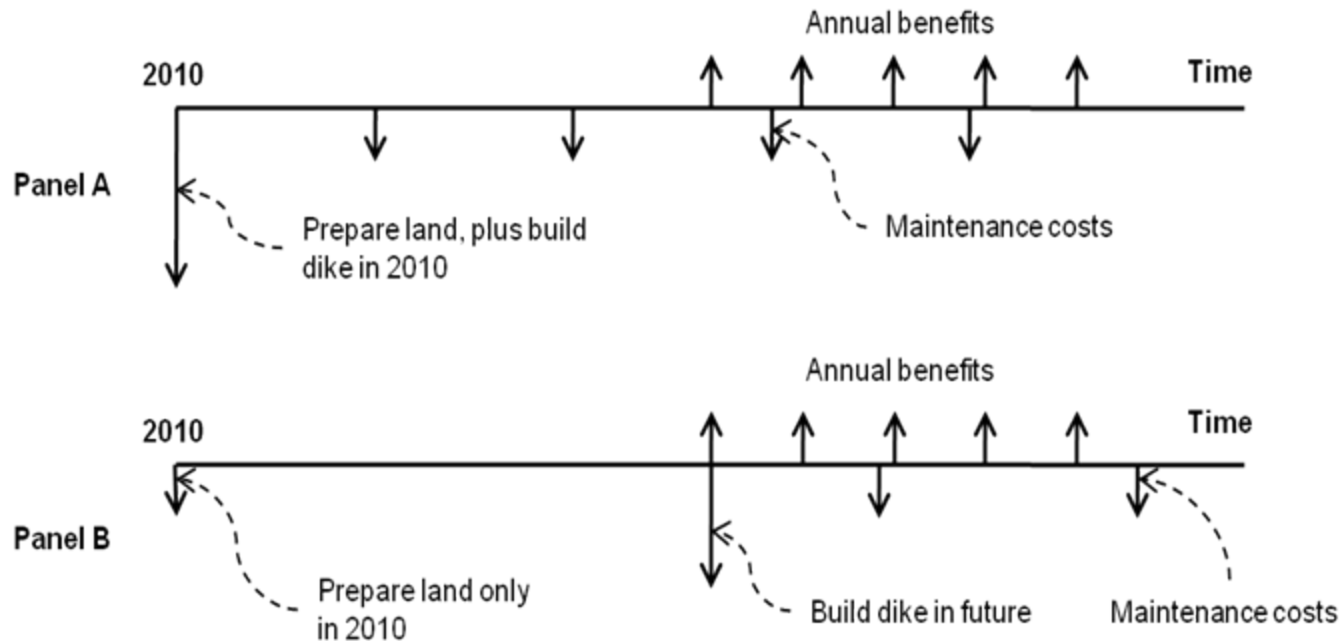 Annual benefits
2010
Time
Panel A
Prepare land, plus build
dike in 2010
Maintenance costs
Annual benefits
2010
Time
Panel B
Prepare land only
in 2010
Build dike in future
Maintenance costs